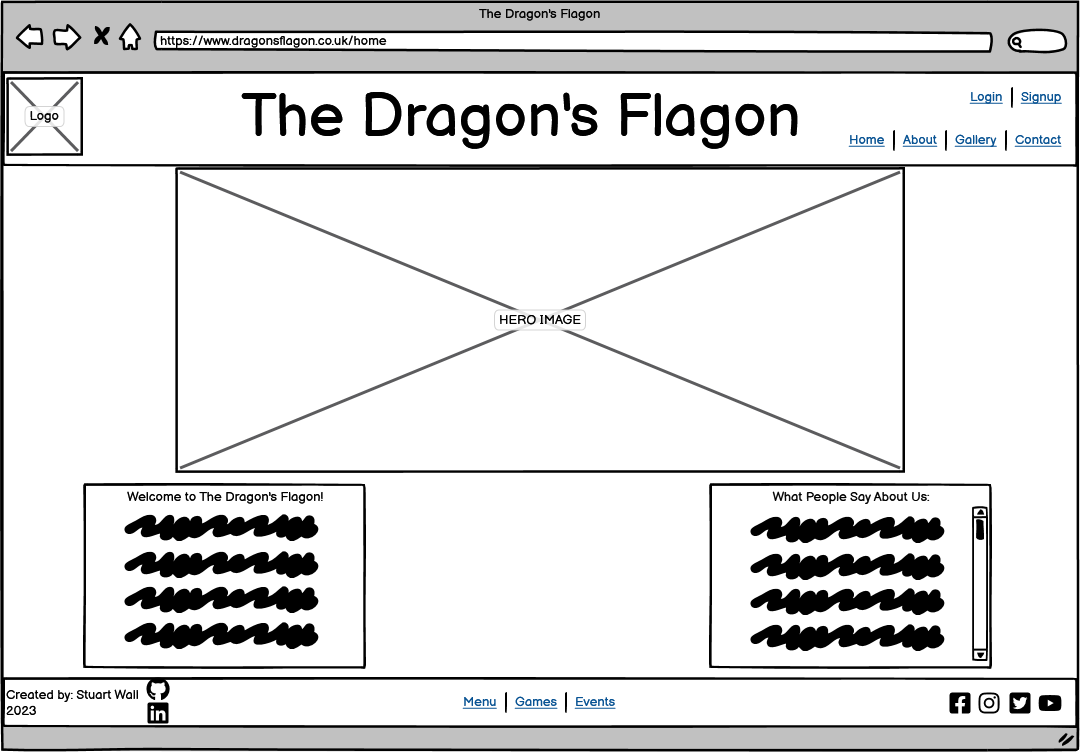 The Dragon's Flagon
https://www.dragonsflagon.co.uk/home
Logo
The Dragon's Flagon
Login Signup
Home About Gallery Contact
HERO IMAGE
Welcome to The Dragon's Flagon!
What People Say About Us:
Created by: Stuart Wall
2023
Menu Games Events